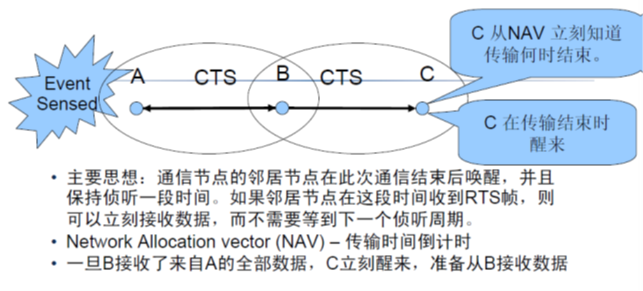 C 从NAV 立刻知道
传输何时结束。
Event
Sensed
A CTS B CTS C
C 在传输结束时
醒来
• 主要思想：通信节点的邻居节点在此次通信结束后唤醒，并且
保持侦听一段时间。如果邻居节点在这段时间收到RTS帧，则
可以立刻接收数据，而不需要等到下一个侦听周期。
• Network Allocation vector (NAV) – 传输时间倒计时
• 一旦B接收了来自A的全部数据，C立刻醒来，准备从B接收数据